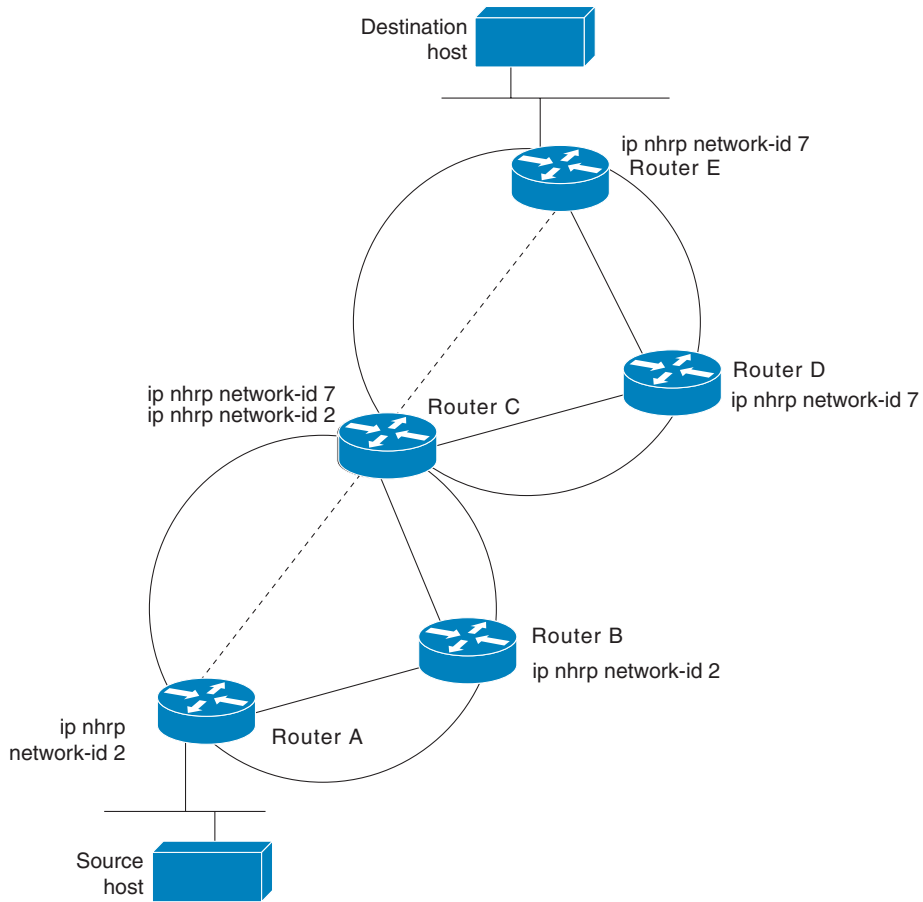 Destination
host
ip nhrp network-id 7
Router E
Router D
ip nhrp network-id 7
ip nhrp network-id 7
ip nhrp network-id 2
Router C
Router B
ip nhrp network-id 2
ip nhrp
network-id 2
Router A
Source
host